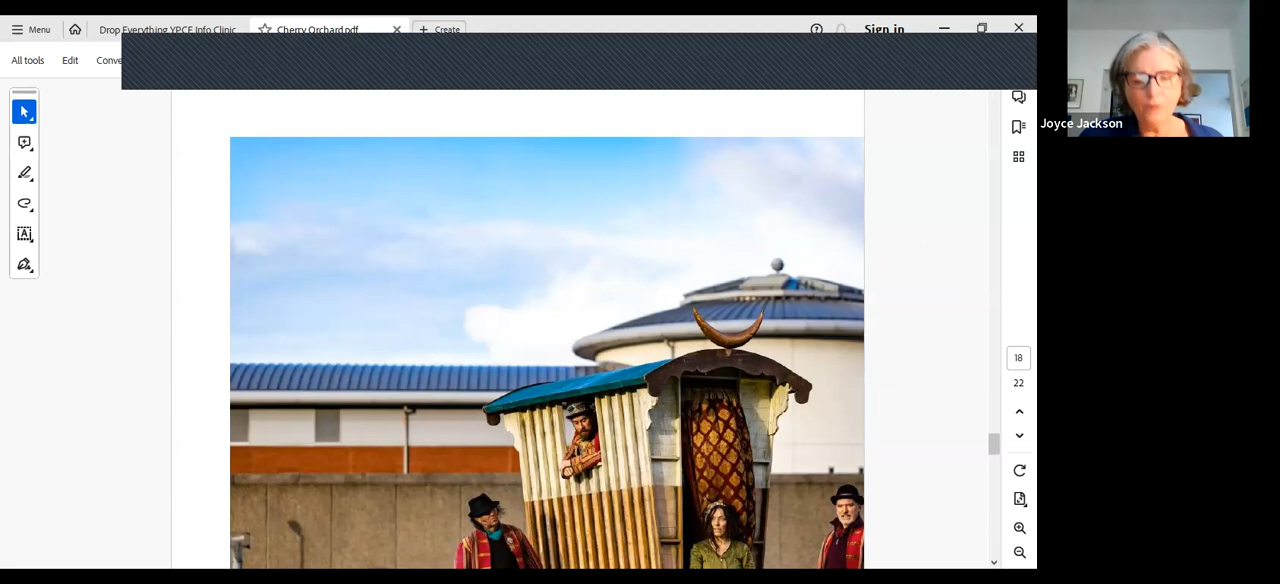 Menu
Drop Everything YPCE Info Clinic
Cherry Orchard.pdf
Create
Sign in
All tools
Edit
Conve
Joyce Jackson
18
22